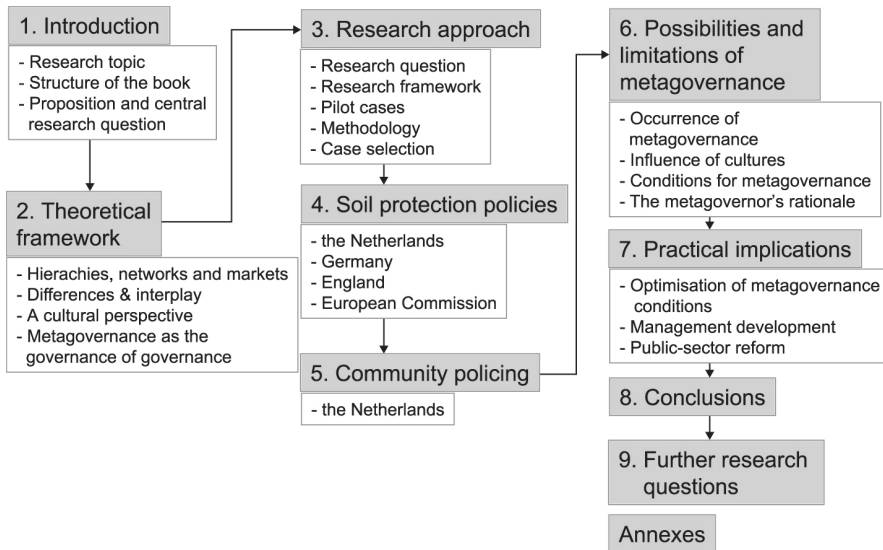 1. Introduction
- Research topic
- Structure of the book
- Proposition and central
research question
2. Theoretical
framework
- Hierachies, networks and markets
- Differences & interplay
- A cultural perspective
- Metagovernance as the
governance of governance
3. Research approach
- Research question
- Research framework
- Pilot cases
- Methodology
- Case selection
4. Soil protection policies
- the Netherlands
- Germany
- England
- European Commission
5. Community policing
- the Netherlands
6. Possibilities and
limitations of
metagovernance
- Occurrence of
metagovernance
- Influence of cultures
- Conditions for metagovernance
- The metagovernor's rationale
7. Practical implications
- Optimisation of metagovernance
conditions
- Management development
- Public-sector reform
8. Conclusions
9. Further research
questions
Annexes